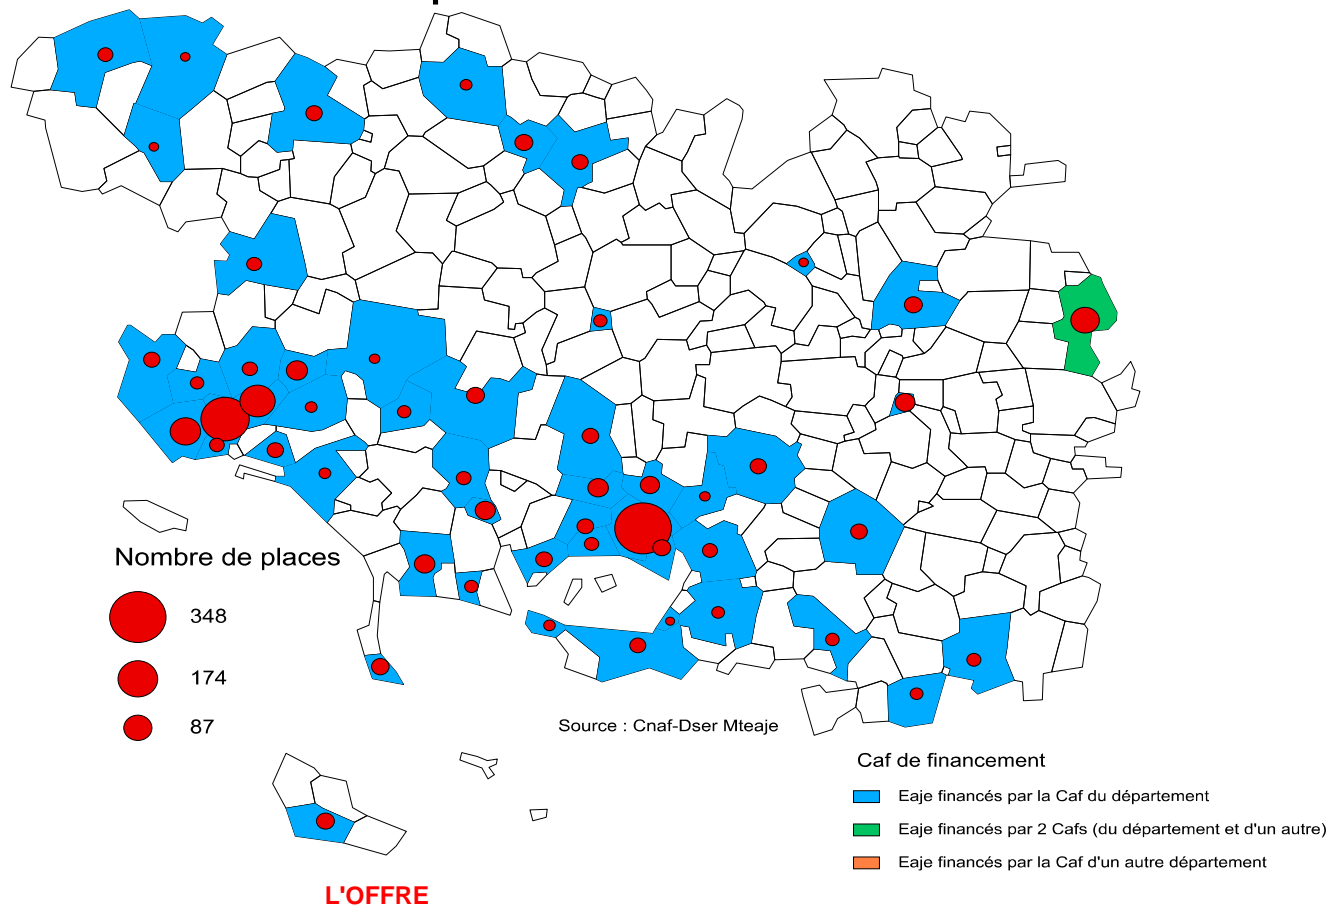 Nombre de places
348
174
87
Source : Cnaf-Dser Mteaje
Caf de financement
Eaje financés par la Caf du département
Eaje financés par 2 Cafs (du département et d'un autre)
Eaje financés par la Caf d'un autre département
L'OFFRE